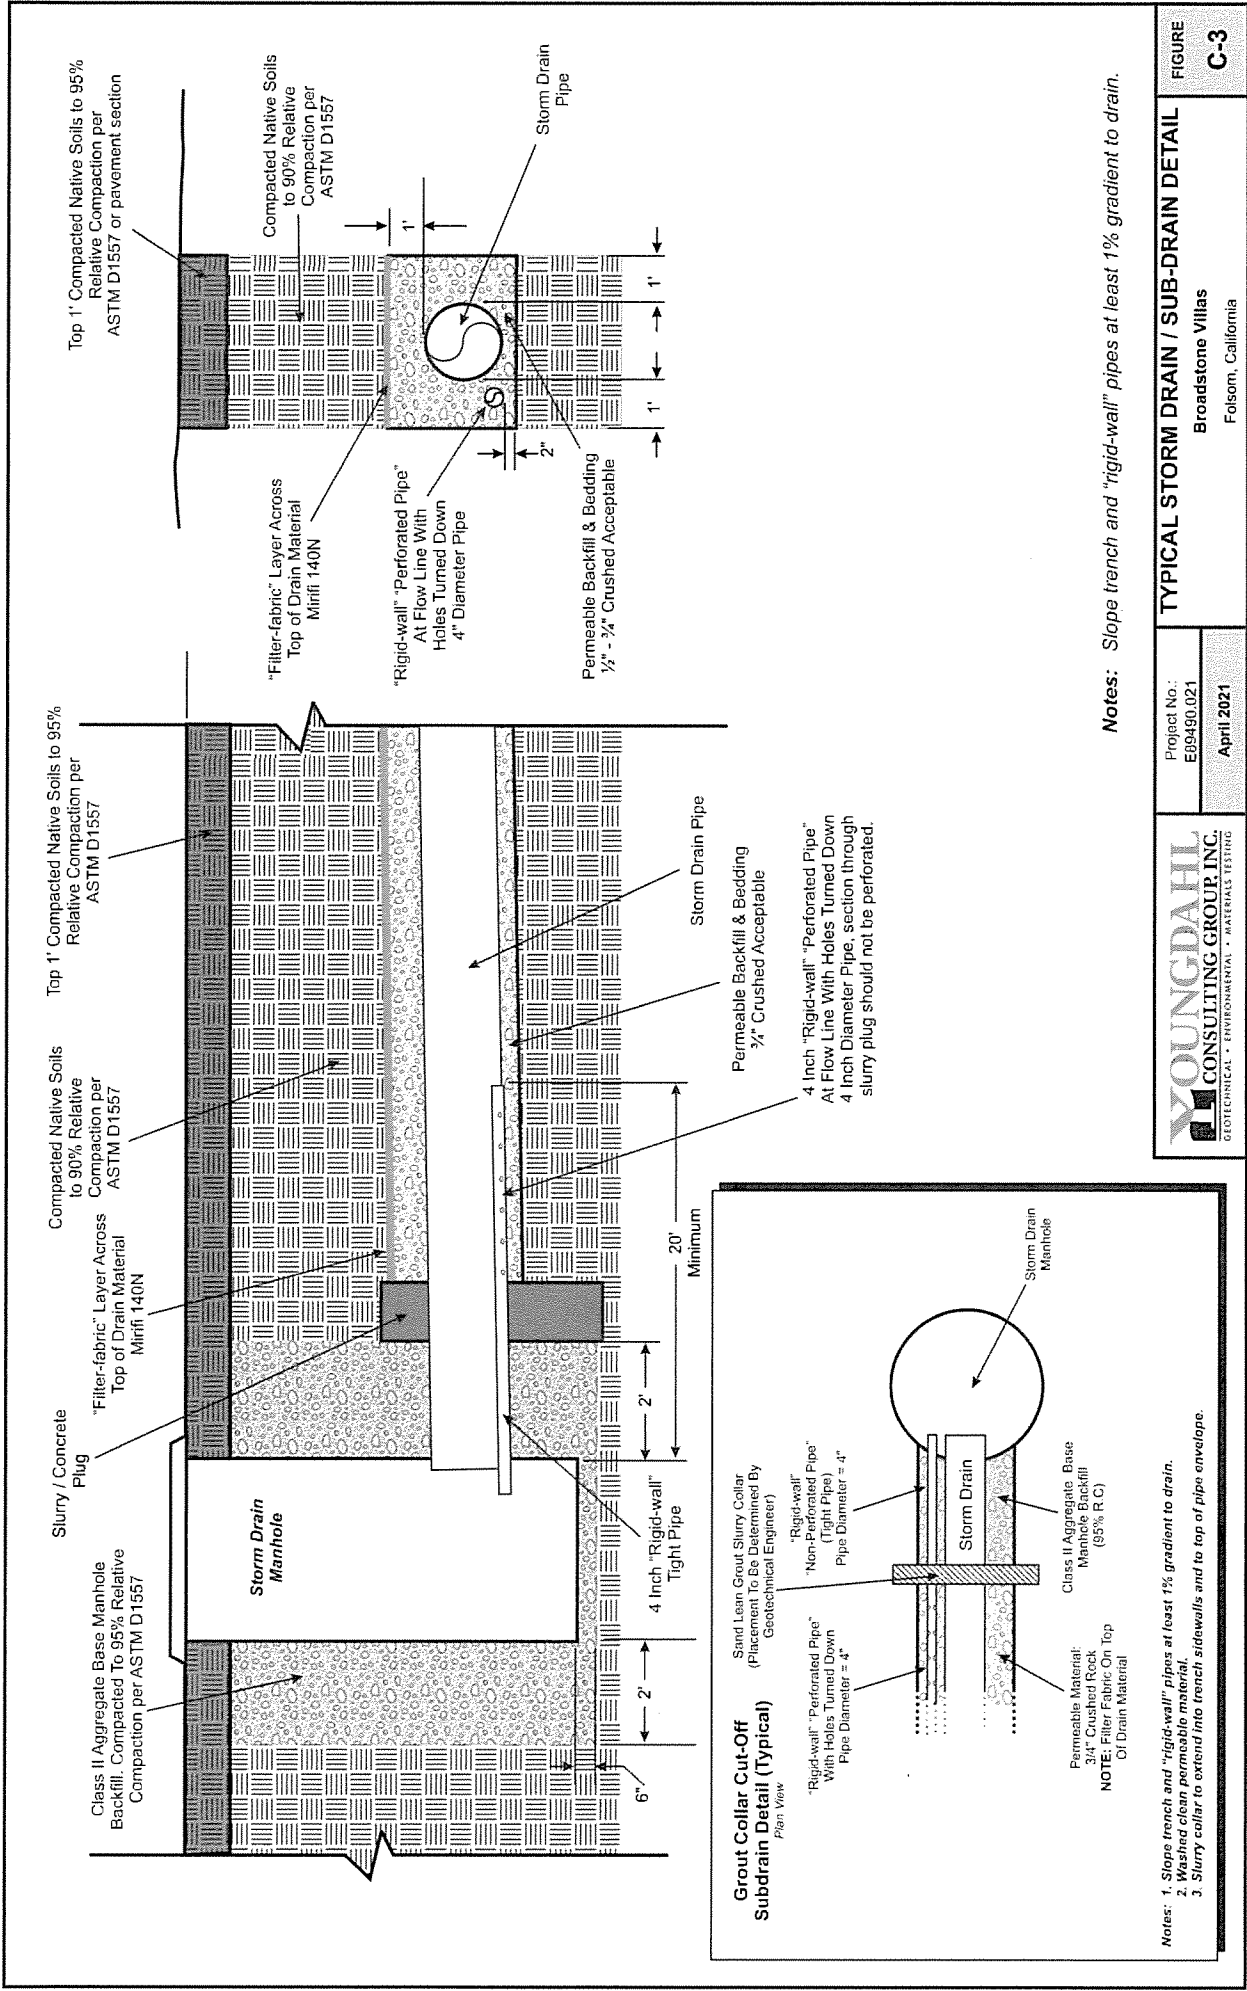 Class II Aggregate Base Manhole
Backfill. Compacted To 95% Relative
Compaction per ASTM D1557
Slurry / Concrete
Plug
"Filter-fabric" Layer Across
Top of Drain Material
Mirifi 140N
Compacted Native Soils
to 90% Relative
Compaction per
ASTM D1557
Top 1' Compacted Native Soils to 95%
Relative Compaction per
ASTM D1557
Storm Drain
Manhole
6"
2'
4 Inch "Rigid-wall"
Tight Pipe
2'
20'
Minimum
Storm Drain Pipe
Permeable Backfill & Bedding
¾" Crushed Acceptable
4 Inch "Rigid-wall" "Perforated Pipe"
At Flow Line With Holes Turned Down
4 Inch Diameter Pipe, section through
slurry plug should not be perforated.
Top 1' Compacted Native Soils to 95%
Relative Compaction per
ASTM D1557 or pavement section
Compacted Native Soils
to 90% Relative
Compaction per
ASTM D1557
1'
Storm Drain
Pipe
"Filter-fabric" Layer Across
Top of Drain Material
Mirifi 140N
"Rigid-wall" "Perforated Pipe"
At Flow Line With
Holes Turned Down
4" Diameter Pipe
2"
1'
1'
Permeable Backfill & Bedding
½" - ¾" Crushed Acceptable
Notes: Slope trench and "rigid-wall" pipes at least 1% gradient to drain.
Grout Collar Cut-Off
Subdrain Detail (Typical)
Plan View
Sand Lean Grout Slurry Collar
(Placement To Be Determined By
Geotechnical Engineer)
"Rigid-wall" "Perforated Pipe"
With Holes Turned Down
Pipe Diameter = 4"
"Rigid-wall"
"Non-Perforated Pipe"
(Tight Pipe)
Pipe Diameter = 4"
Storm Drain
Storm Drain
Manhole
Permeable Material:
3/4" Crushed Rock
NOTE: Filter Fabric On Top
Of Drain Material
Class II Aggregate Base
Manhole Backfill
(95% R.C)
Notes: 1. Slope trench and "rigid-wall" pipes at least 1% gradient to drain.
2. Washed clean permeable material.
3. Slurry collar to extend into trench sidewalls and to top of pipe envelope.
YOUNGDAHL
CONSULTING GROUP, INC.
GEOTECHNICAL • ENVIRONMENTAL • MATERIALS TESTING
Project No.:
E89490.021
April 2021
TYPICAL STORM DRAIN / SUB-DRAIN DETAIL
Broadstone Villas
Folsom, California
FIGURE
C-3